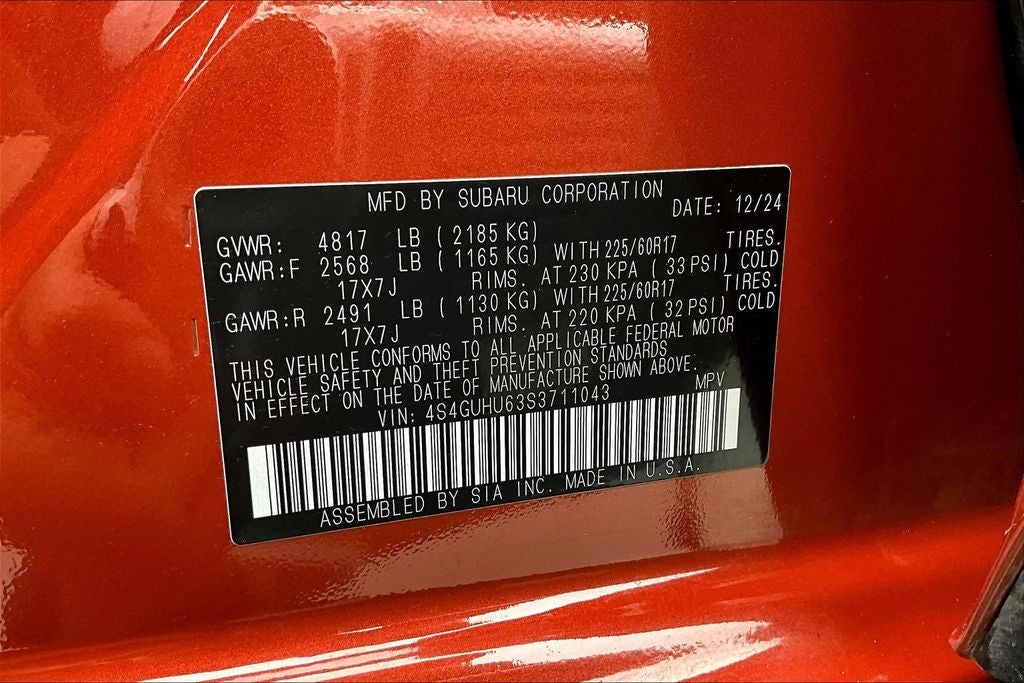 MFD BY SUBARU CORPORATION
DATE: 12/24
GVWR: 4817 LB ( 2185 KG)
GAWR:F 2568 LB ( 1165 KG) WITH 225/60R17 TIRES.
17X7J RIMS. AT 230 KPA ( 33 PSI) COLD
GAWR:R 2491 LB ( 1130 KG) WITH 225/60R17 TIRES.
17X7J RIMS. AT 220 KPA ( 32 PSI) COLD
THIS VEHICLE CONFORMS TO ALL APPLICABLE FEDERAL MOTOR
VEHICLE SAFETY AND THEFT PREVENTION STANDARDS
IN EFFECT ON THE DATE OF MANUFACTURE SHOWN ABOVE.
VIN: 4S4GUHU63S3711043 MPV
ASSEMBLED BY SIA INC. MADE IN U.S.A.